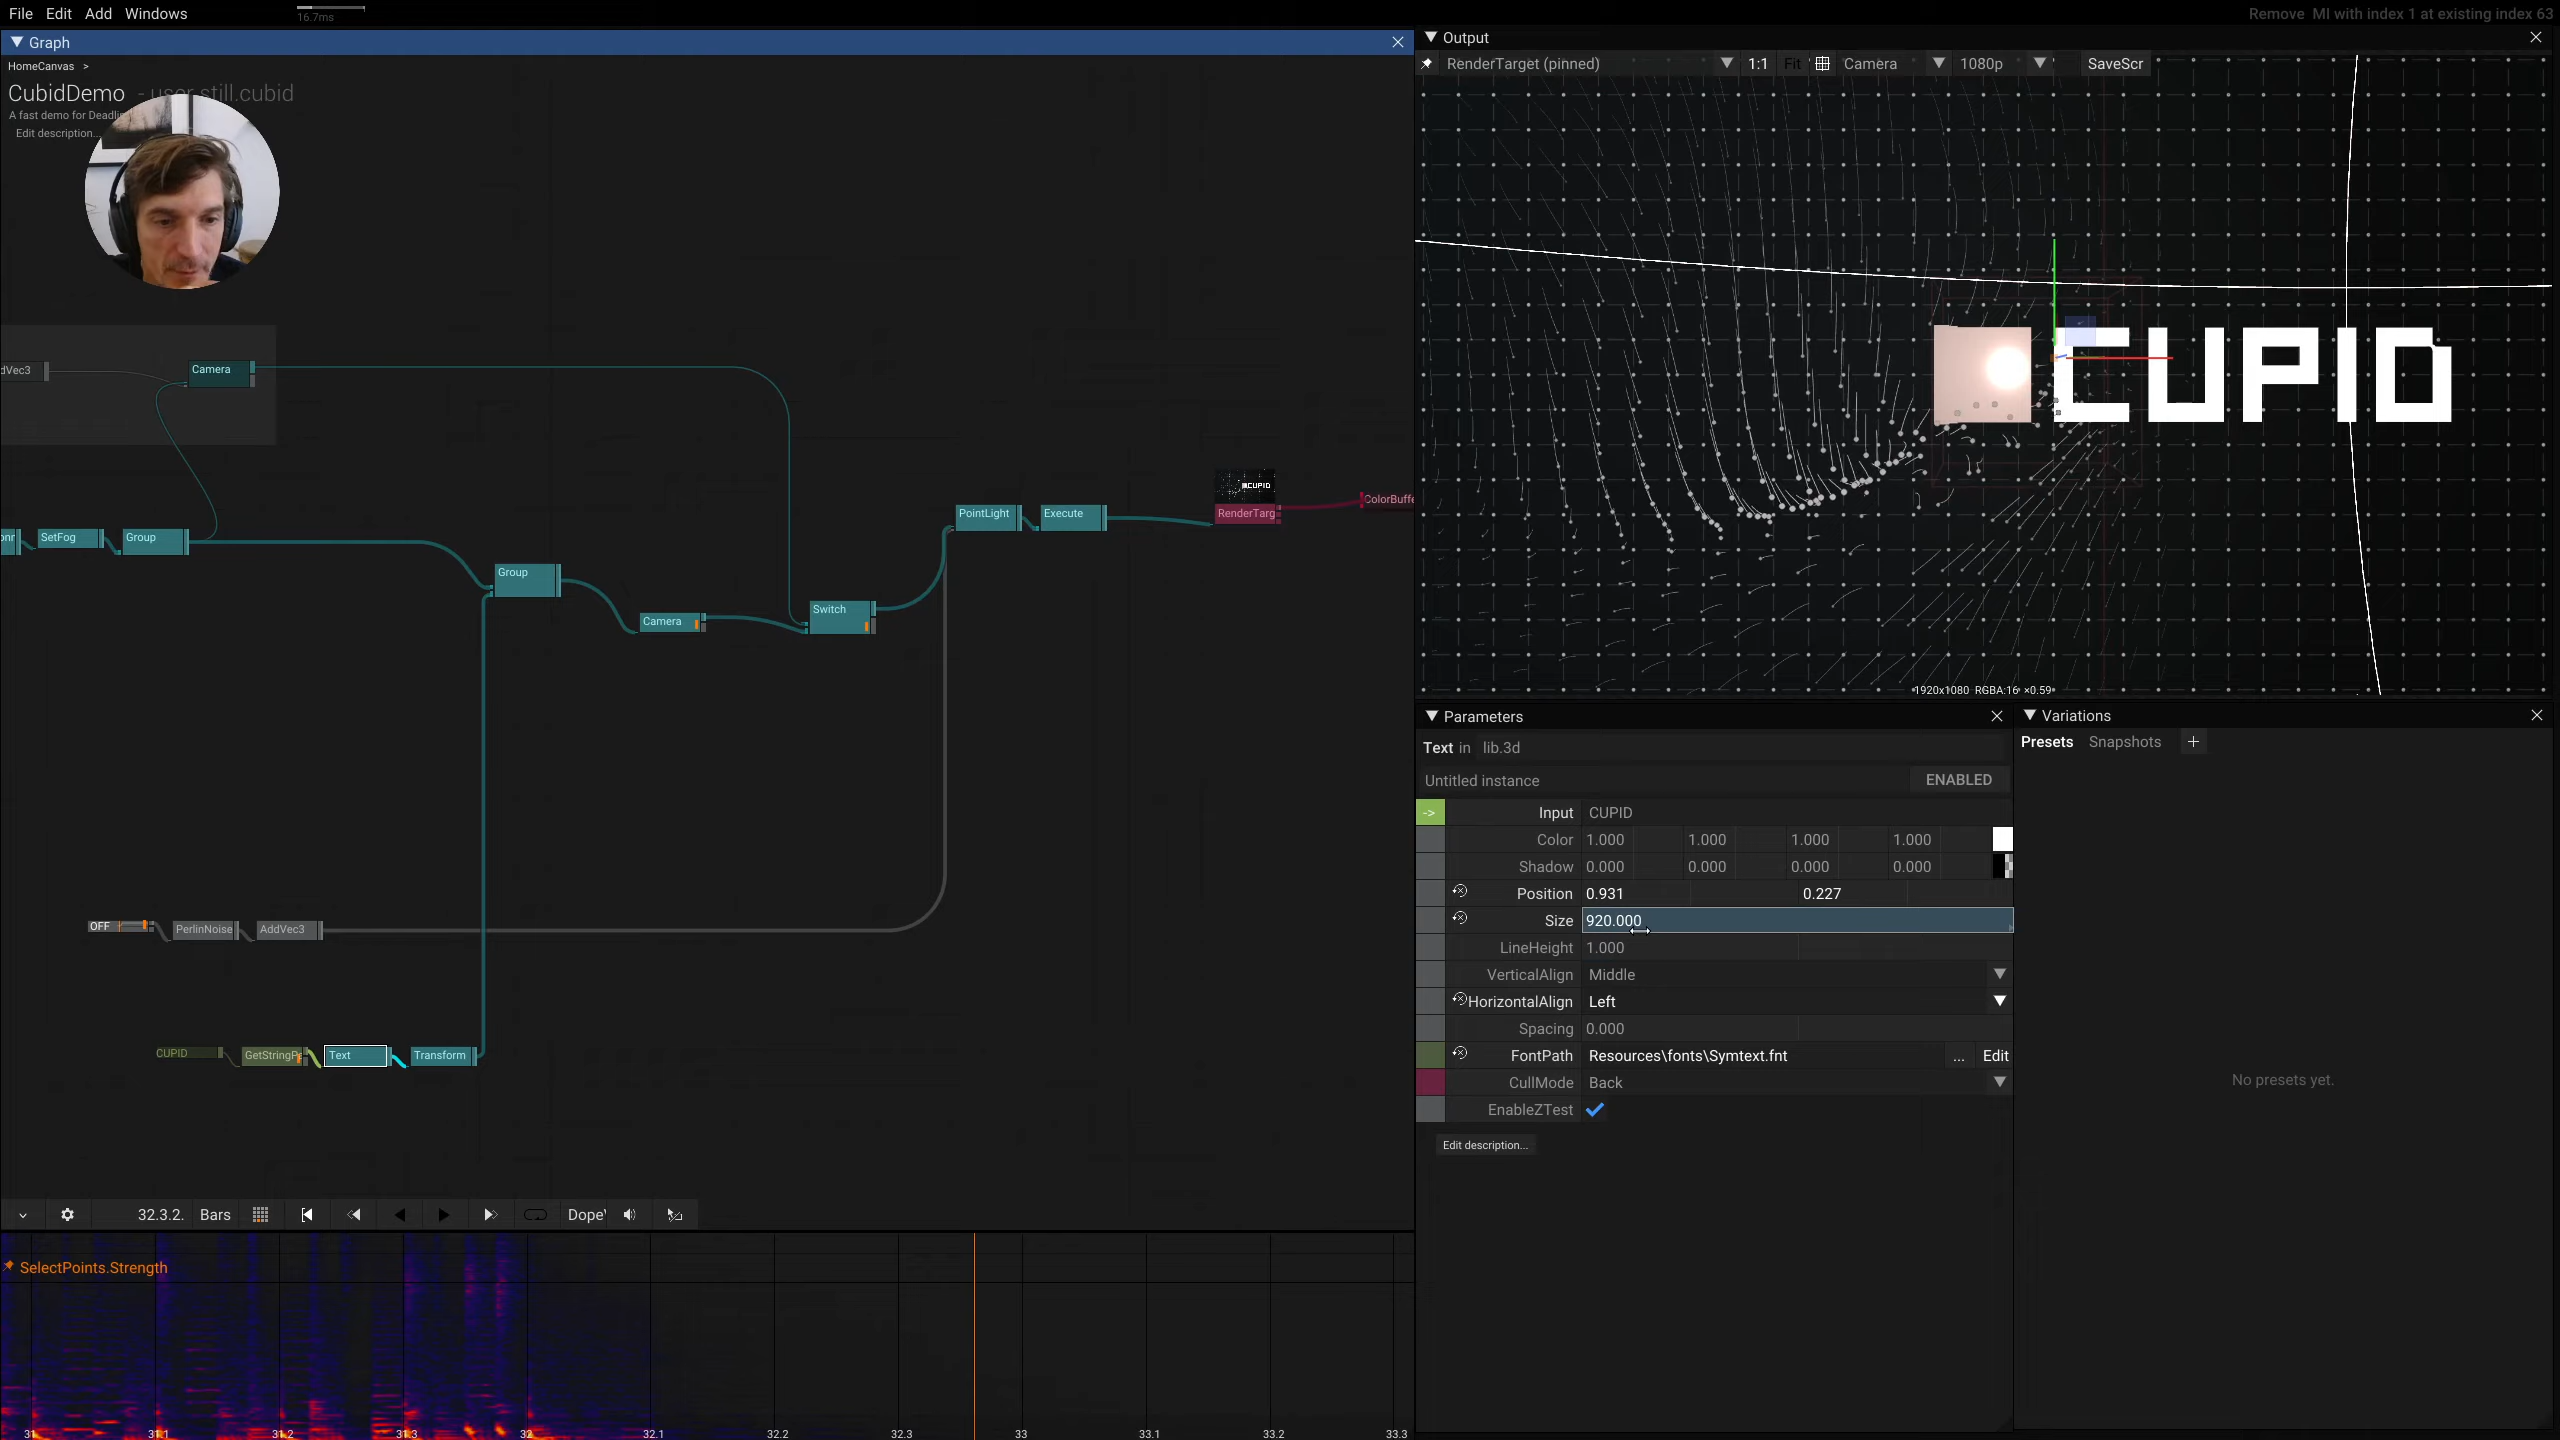 File Edit Add Windows
16.7ms
Remove MI with index 1 at existing index 63
Graph
HomeCanvas >
CubidDemo - user.still.cubid
A fast demo for Deadli
Edit description...
dVec3
Camera
SetFog
Group
Group
Camera
Switch
PointLight
Execute
CUPID
RenderTarg
ColorBuffe
OFF
PerlinNoise
AddVec3
CUPID
GetStringP
Text
Transform
32.3.2. Bars
Dope
SelectPoints.Strength
31 31.1 31.2 31.3 32 32.1 32.2 32.3 33 33.1 33.2 33.3
Output
RenderTarget (pinned) 1:1 Fit Camera 1080p SaveScr
CUPID
1920x1080 RGBA:16 ×0.59
Parameters
Text in lib.3d
Untitled instance ENABLED
-> Input CUPID
Color 1.000 1.000 1.000 1.000
Shadow 0.000 0.000 0.000 0.000
Position 0.931 0.227
Size 920.000
LineHeight 1.000
VerticalAlign Middle
HorizontalAlign Left
Spacing 0.000
FontPath Resources\fonts\Symtext.fnt ... Edit
CullMode Back
EnableZTest
Edit description...
Variations
Presets Snapshots +
No presets yet.